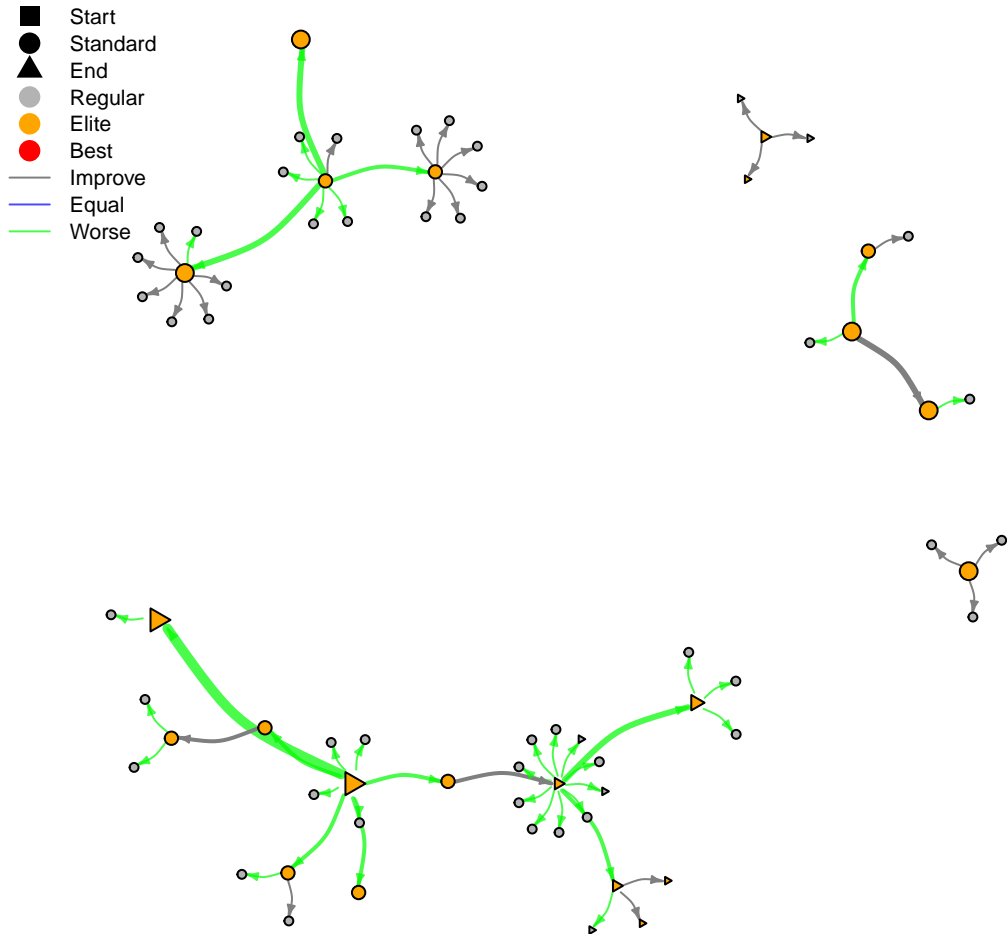 Start
Standard
End
Regular
Elite
Best
Improve
Equal
Worse